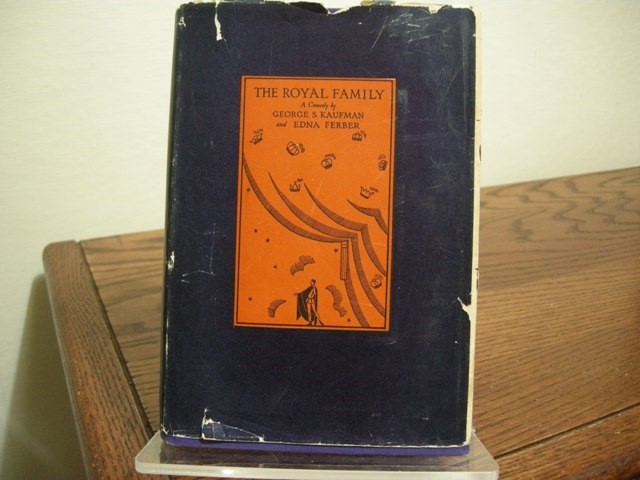 THE ROYAL FAMILY
A Comedy by
GEORGE S. KAUFMAN
and EDNA FERBER